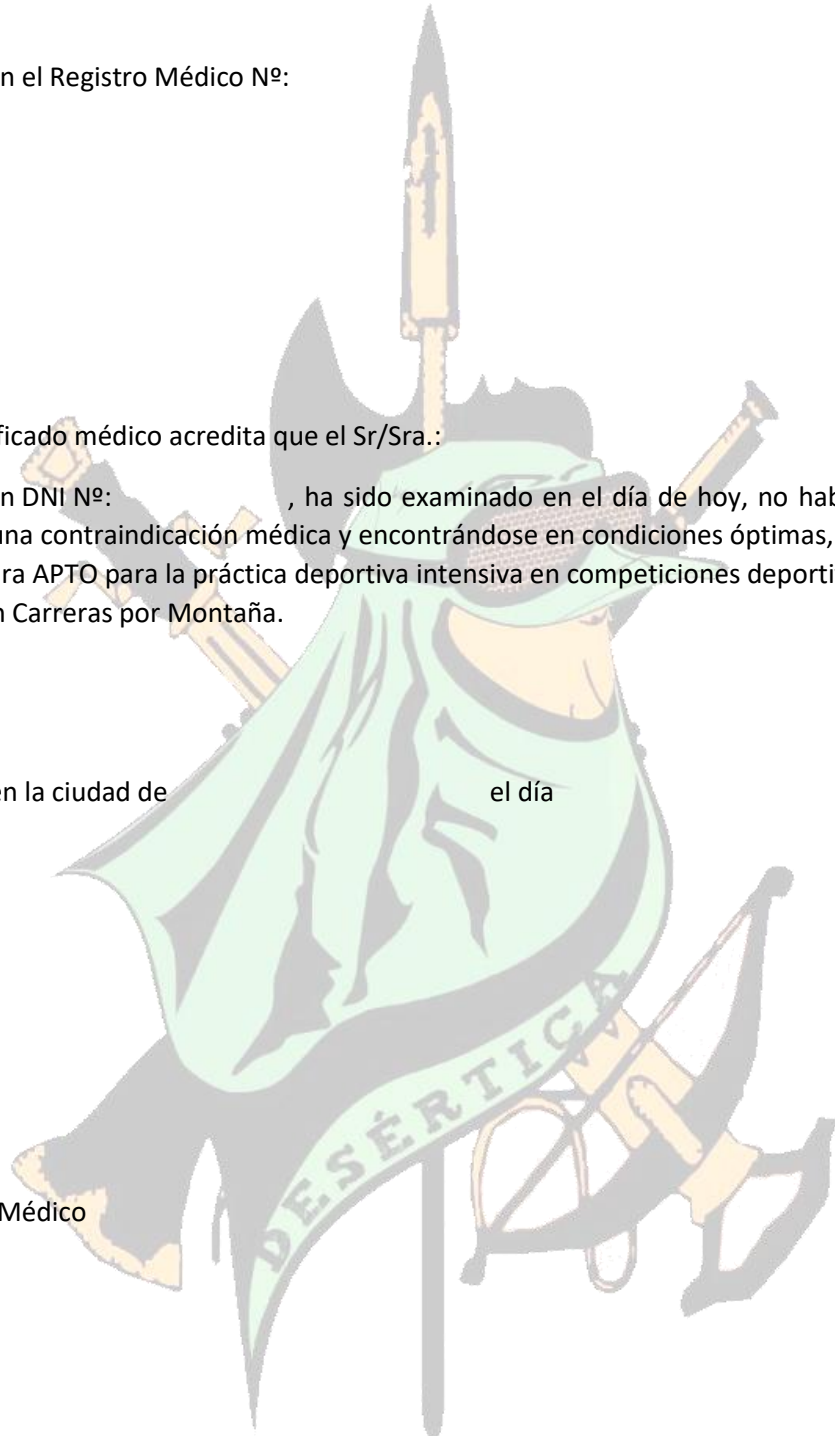 n el Registro Médico Nº:
ficado médico acredita que el Sr/Sra.:
n DNI Nº: , ha sido examinado en el día de hoy, no hab
una contraindicación médica y encontrándose en condiciones óptimas,
ra APTO para la práctica deportiva intensiva en competiciones deporti
n Carreras por Montaña.
en la ciudad de el día
DESÉRTICA
Médico